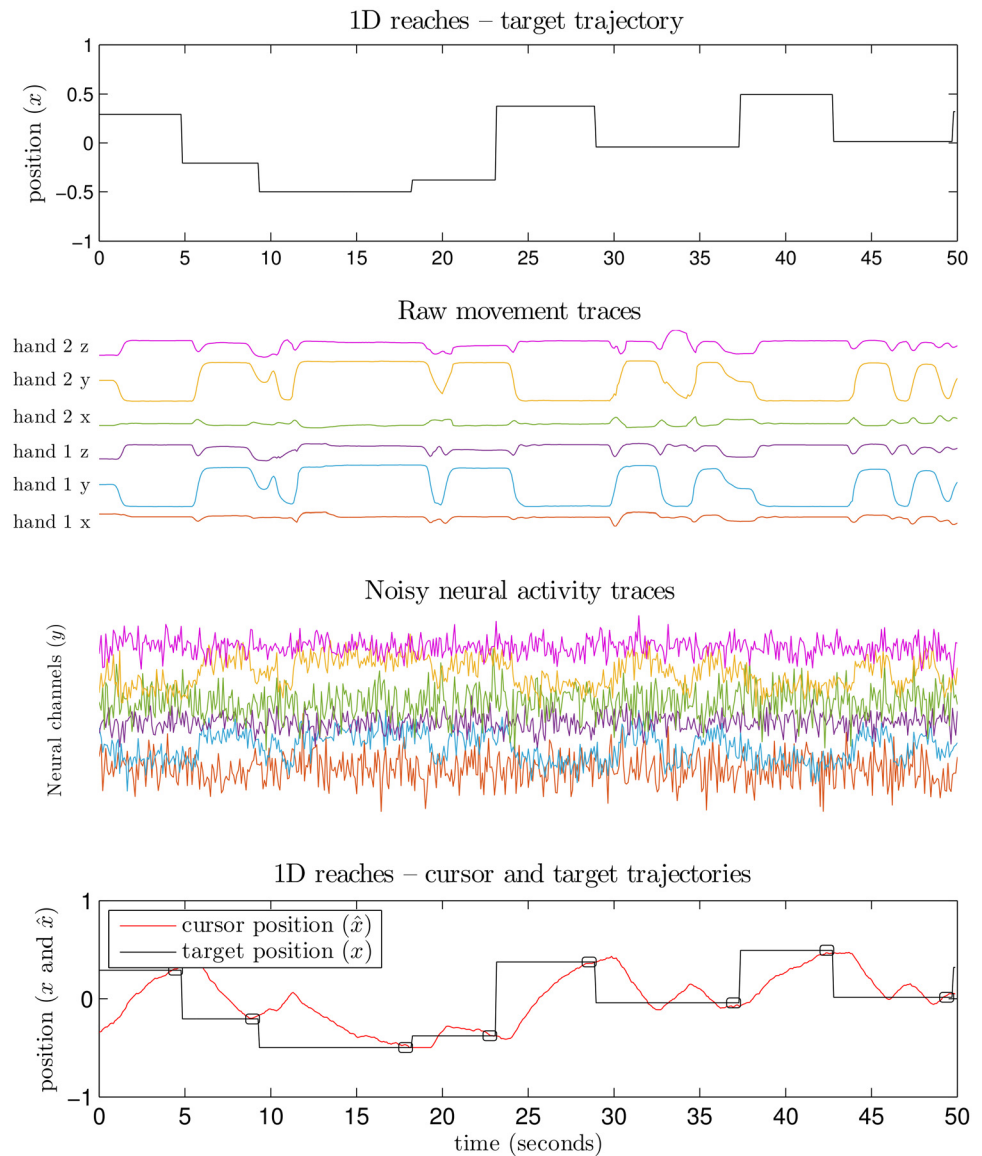 1D reaches – target trajectory
1
0.5
0
−0.5
−1
position (x)
0 5 10 15 20 25 30 35 40 45 50
Raw movement traces
hand 2 z
hand 2 y
hand 2 x
hand 1 z
hand 1 y
hand 1 x
Noisy neural activity traces
Neural channels (y)
1D reaches – cursor and target trajectories
1
0
−1
position (x and x̂)
cursor position (x̂)
target position (x)
0 5 10 15 20 25 30 35 40 45 50
time (seconds)